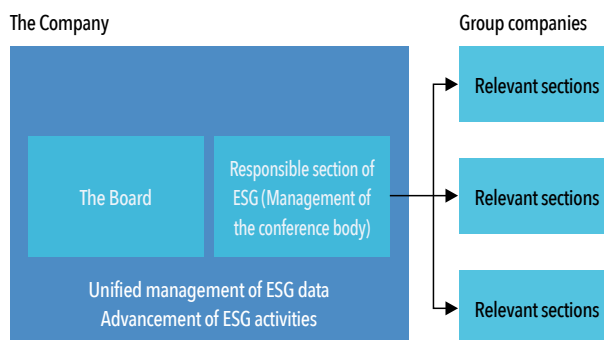 The Company
Group companies
Relevant sections
The Board
Responsible section of
ESG (Management of
the conference body)
Relevant sections
Unified management of ESG data
Advancement of ESG activities
Relevant sections